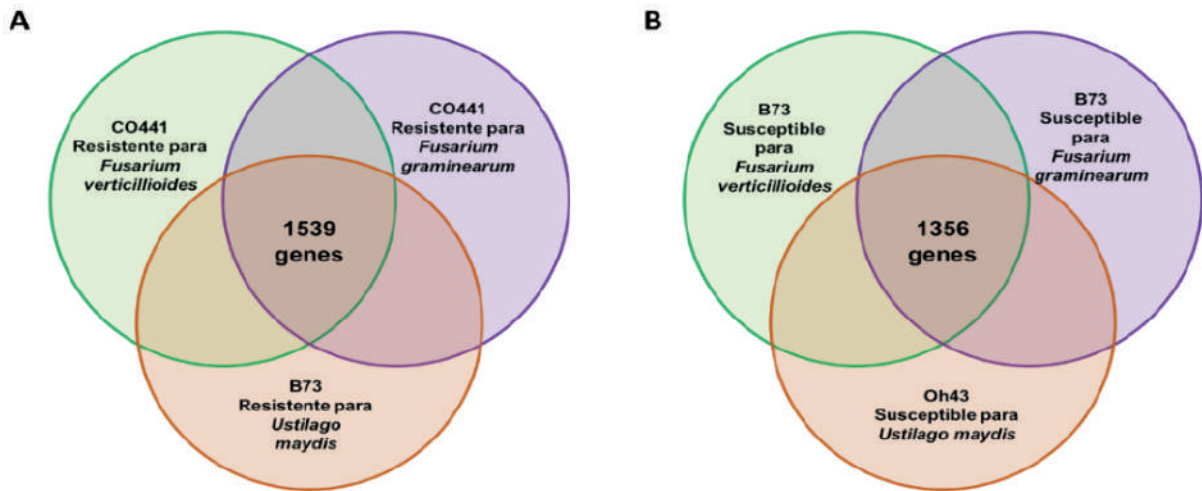 A
CO441
Resistente para
Fusarium
verticillioides
CO441
Resistente para
Fusarium
graminearum
1539
genes
B73
Resistente para
Ustilago
maydis
B
B73
Susceptible
para
Fusarium
verticillioides
B73
Susceptible
para
Fusarium
graminearum
1356
genes
Oh43
Susceptible para
Ustilago maydis